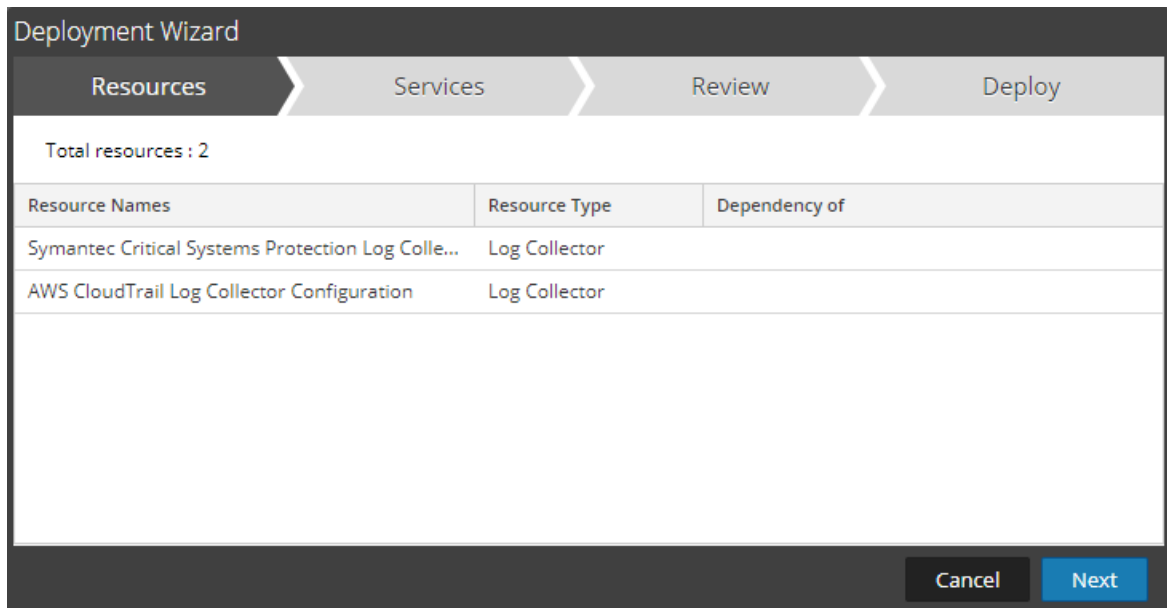 Deployment Wizard
Resources Services Review Deploy
Total resources : 2
Resource Names Resource Type Dependency of
Symantec Critical Systems Protection Log Colle... Log Collector
AWS CloudTrail Log Collector Configuration Log Collector
Cancel Next